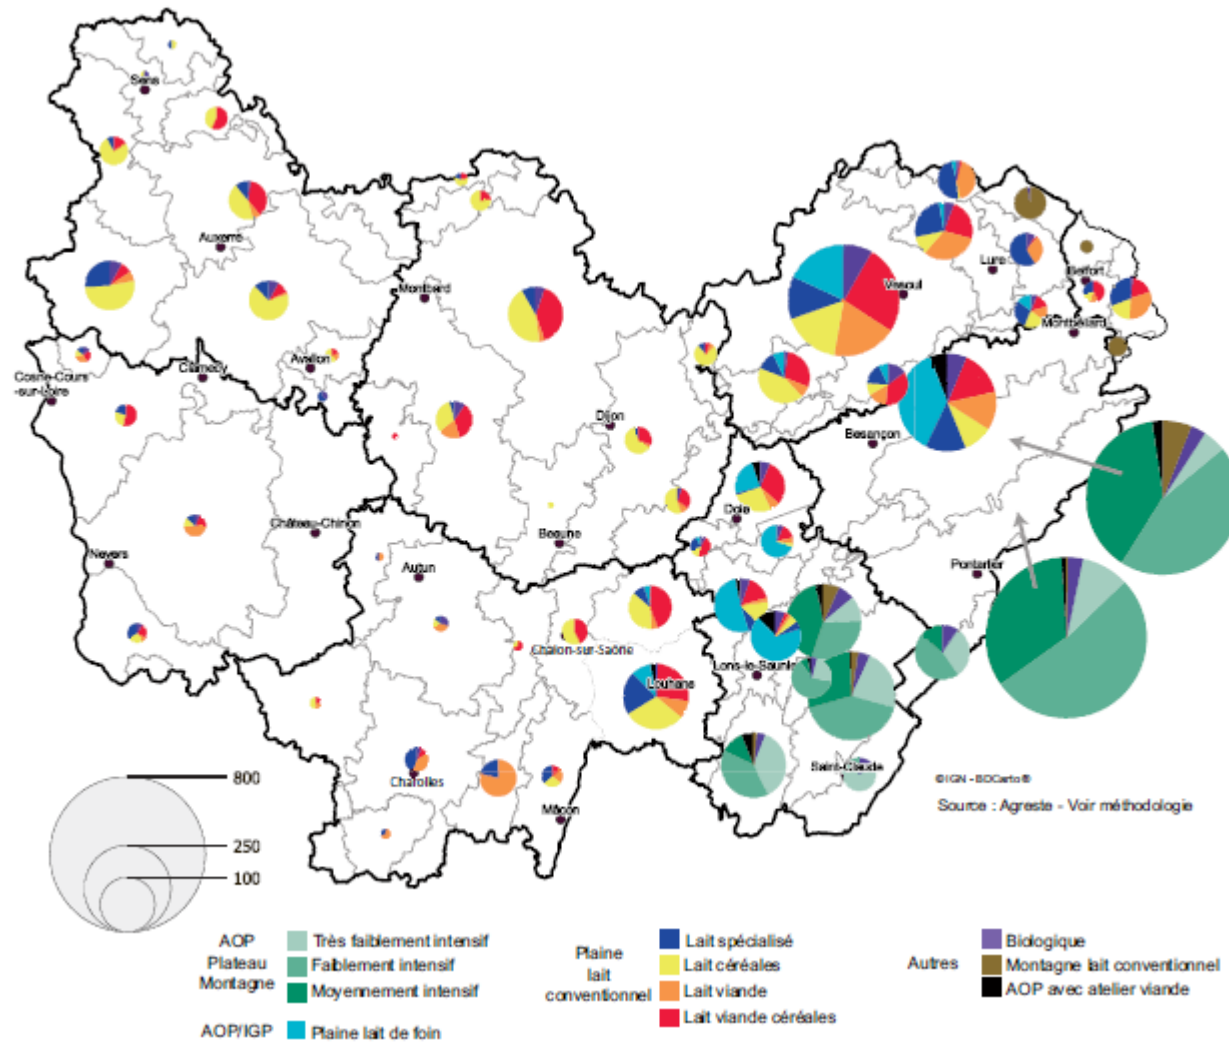 Sens
Auxerre
Montbard
Vesoul
Lure
Belfort
Montbéliard
Avallon
Clamecy
Cosne-Cours
-sur-Loire
Dijon
Besançon
Dole
Château-Chinon
Beaune
Nevers
Autun
Pontarlier
Chalon-sur-Saône
Lons-le-Saunie
Louhans
Charolles
Saint-Claude
Mâcon
©IGN - BDCarto®
Source : Agreste - Voir méthodologie
800
250
100
AOP
Plateau
Montagne
Très faiblement intensif
Faiblement intensif
Moyennement intensif
AOP/IGP
Plaine lait de foin
Plaine
lait
conventionnel
Lait spécialisé
Lait céréales
Lait viande
Lait viande céréales
Autres
Biologique
Montagne lait conventionnel
AOP avec atelier viande